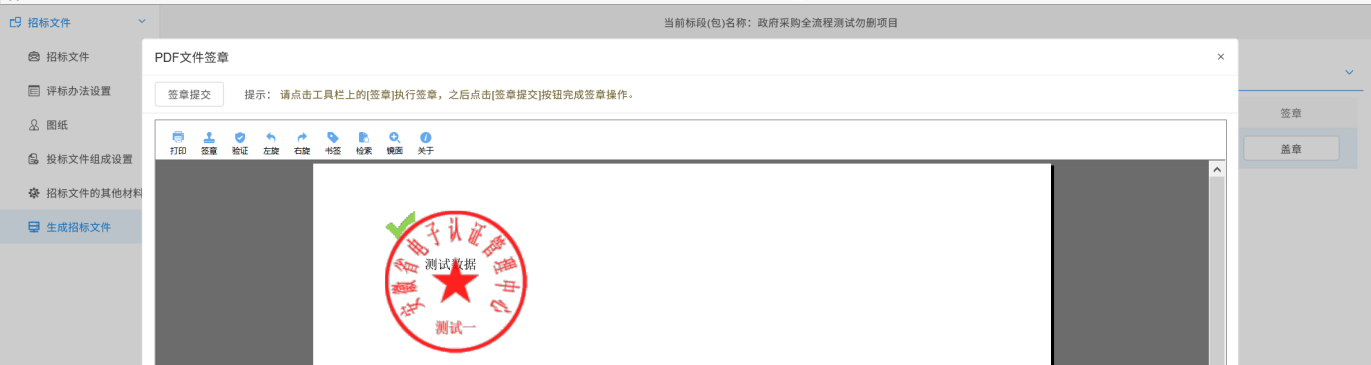 招标文件
当前标段(包)名称：政府采购全流程测试勿删项目
招标文件
评标办法设置
图纸
投标文件组成设置
招标文件的其他材料
生成招标文件
PDF文件签章
×
签章提交
提示： 请点击工具栏上的[签章]执行签章，之后点击[签章提交]按钮完成签章操作。
打印 签章 验证 左旋 右旋 书签 检索 镜面 关于
安徽省电子认证管理中心
测试数据
测试一
签章
盖章